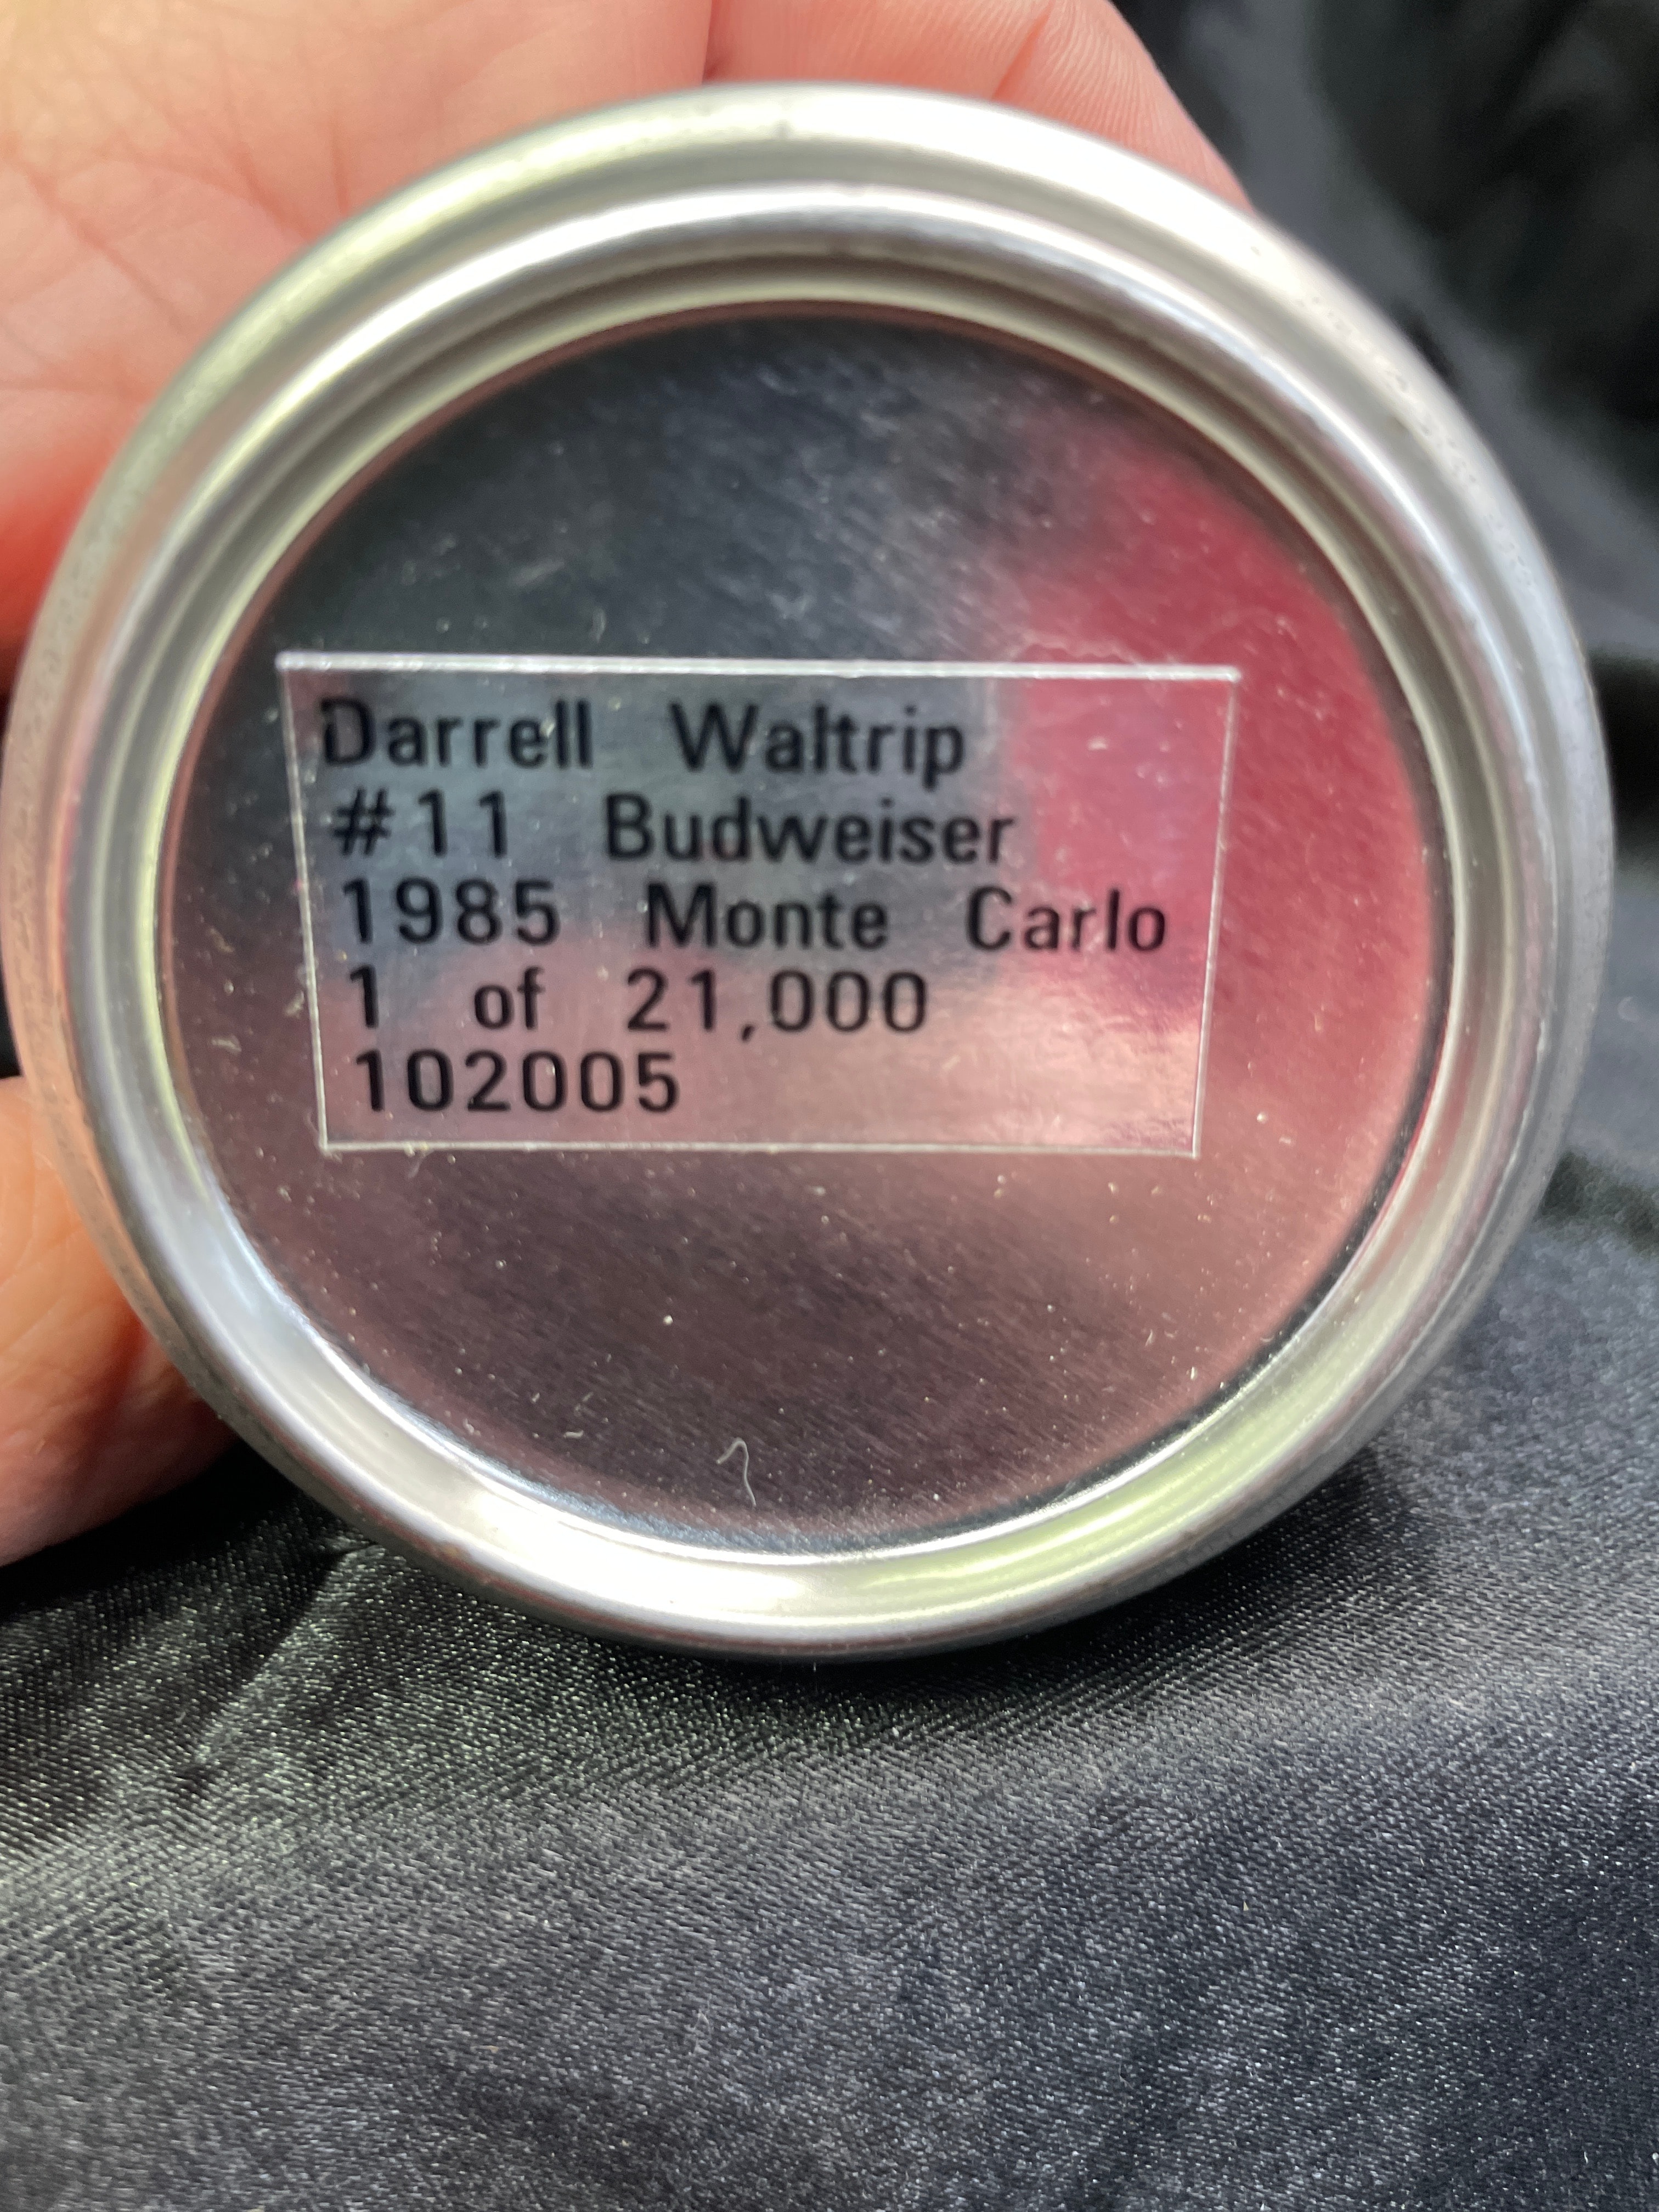 Darrell Waltrip
#11 Budweiser
1985 Monte Carlo
1 of 21,000
102005